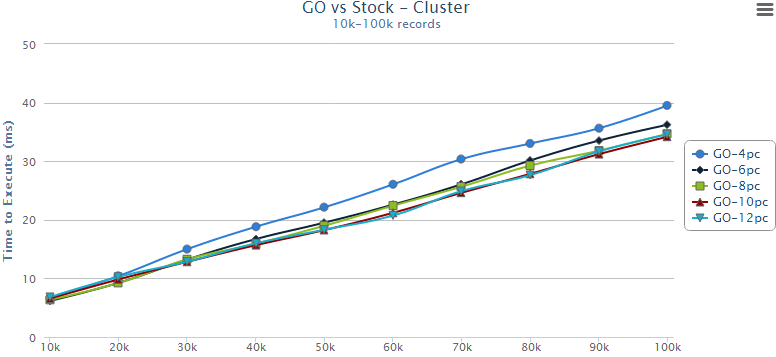 GO vs Stock – Cluster
10k–100k records
Time to Execute (ms)
50
40
30
20
10
0
10k 20k 30k 40k 50k 60k 70k 80k 90k 100k
GO–4pc
GO–6pc
GO–8pc
GO–10pc
GO–12pc